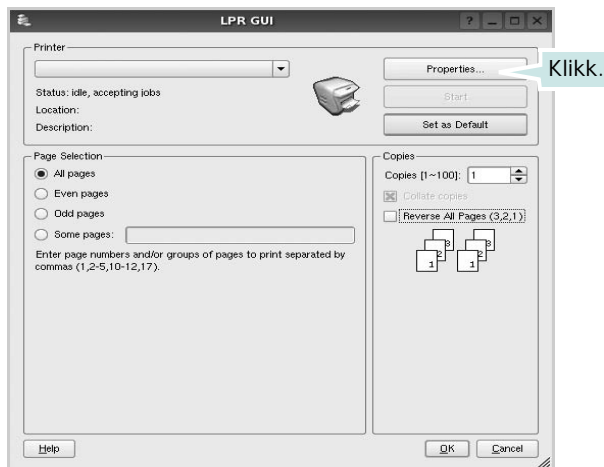 LPR GUI
Printer
Properties...
Klikk.
Status: idle, accepting jobs
Start
Location:
Description:
Set as Default
Page Selection
Copies
All pages
Copies [1~100]: 1
Even pages
Collate copies
Odd pages
Reverse All Pages (3,2,1)
Some pages:
Enter page numbers and/or groups of pages to print separated by
commas (1,2-5,10-12,17).
3 3
2 2
1 1
Help
OK
Cancel